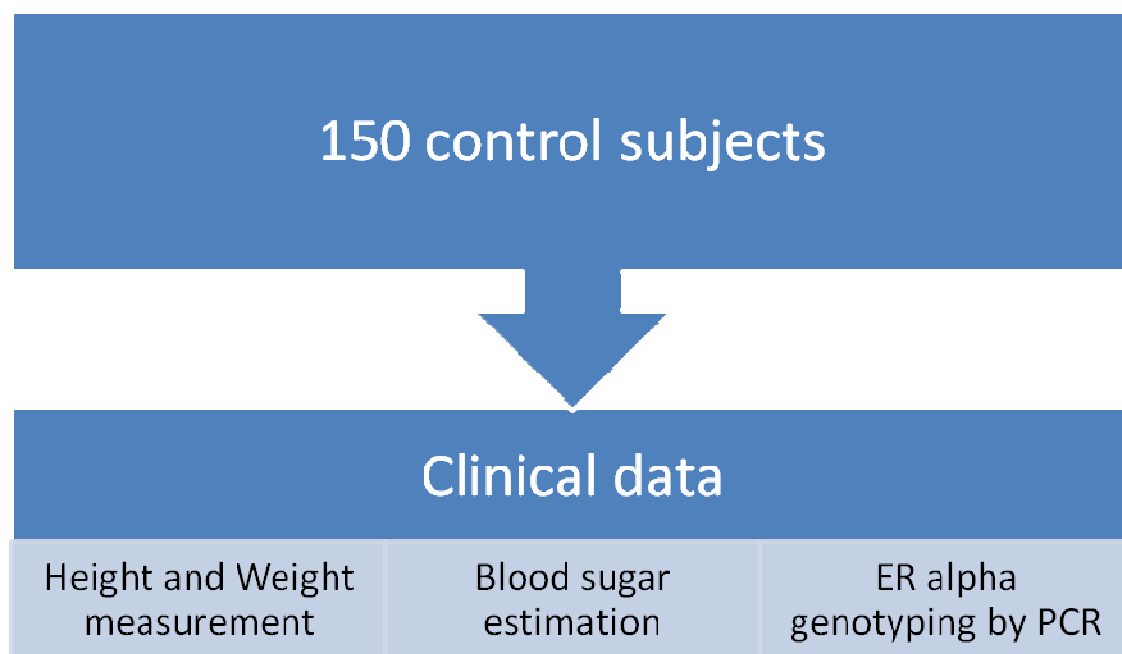 150 control subjects
Clinical data
Height and Weight
measurement
Blood sugar
estimation
ER alpha
genotyping by PCR